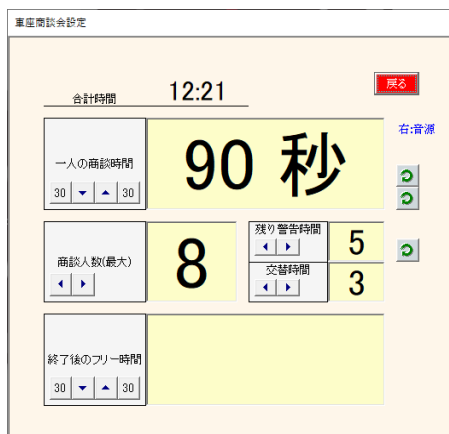 車座商談会設定
合計時間 12:21 戻る
右:音源
一人の商談時間 90 秒
30 30
商談人数(最大) 8
残り警告時間 5
交替時間 3
終了後のフリー時間
30 30